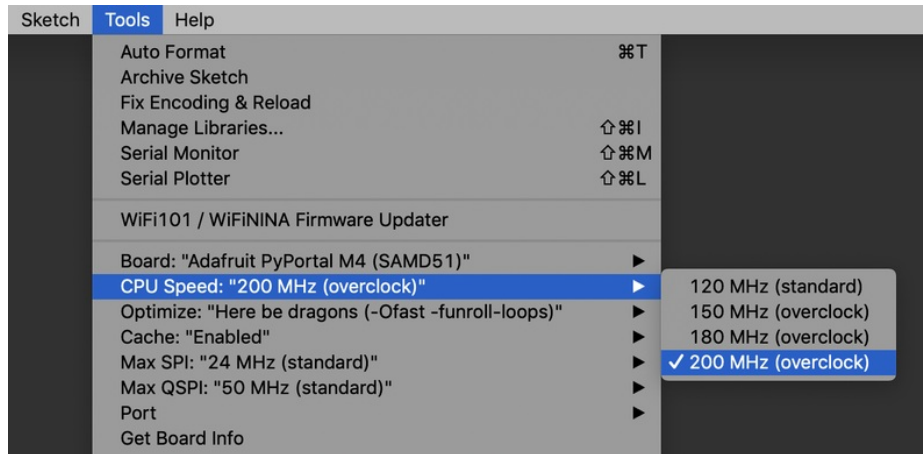 Sketch Tools Help
Auto Format ⌘T
Archive Sketch
Fix Encoding & Reload
Manage Libraries... ⇧⌘I
Serial Monitor ⇧⌘M
Serial Plotter ⇧⌘L
WiFi101 / WiFiNINA Firmware Updater
Board: "Adafruit PyPortal M4 (SAMD51)" ▶
CPU Speed: "200 MHz (overclock)" ▶
Optimize: "Here be dragons (-Ofast -funroll-loops)" ▶
Cache: "Enabled" ▶
Max SPI: "24 MHz (standard)" ▶
Max QSPI: "50 MHz (standard)" ▶
Port ▶
Get Board Info
120 MHz (standard)
150 MHz (overclock)
180 MHz (overclock)
✓ 200 MHz (overclock)